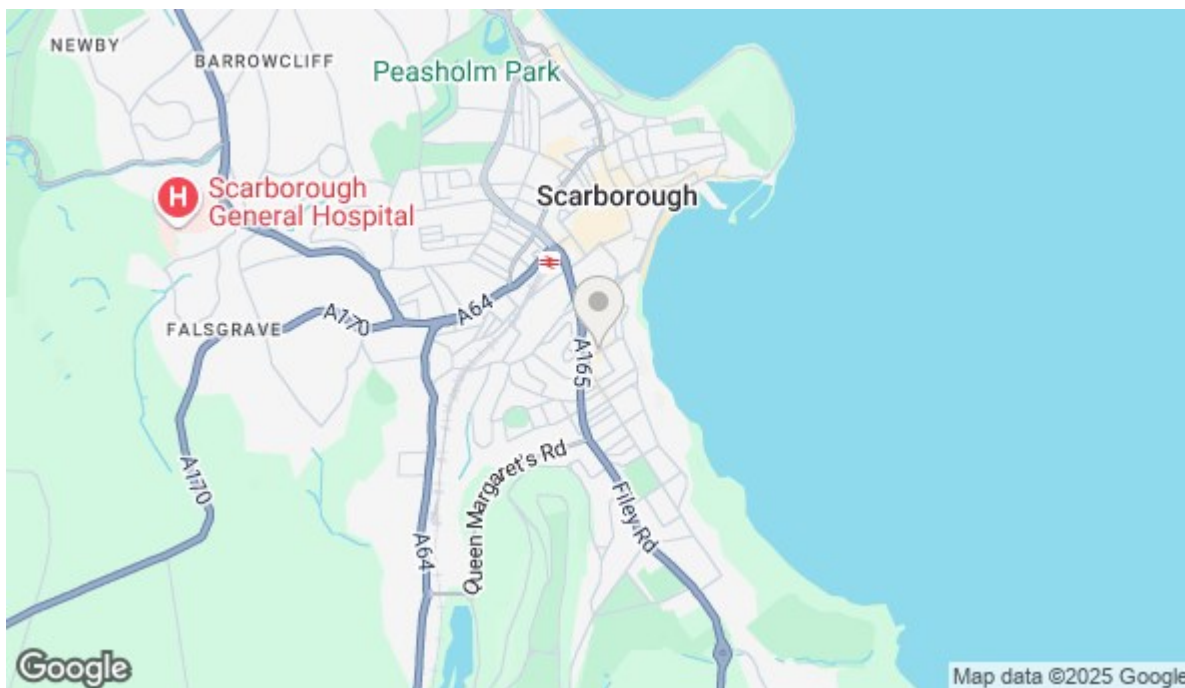 NEWBY
BARROWCLIFF
Peasholm Park
Scarborough
H
Scarborough
General Hospital
A64
A170
FALSGRAVE
A165
Queen Margaret's Rd
A170
A64
Filey Rd
Google
Map data ©2025 Google